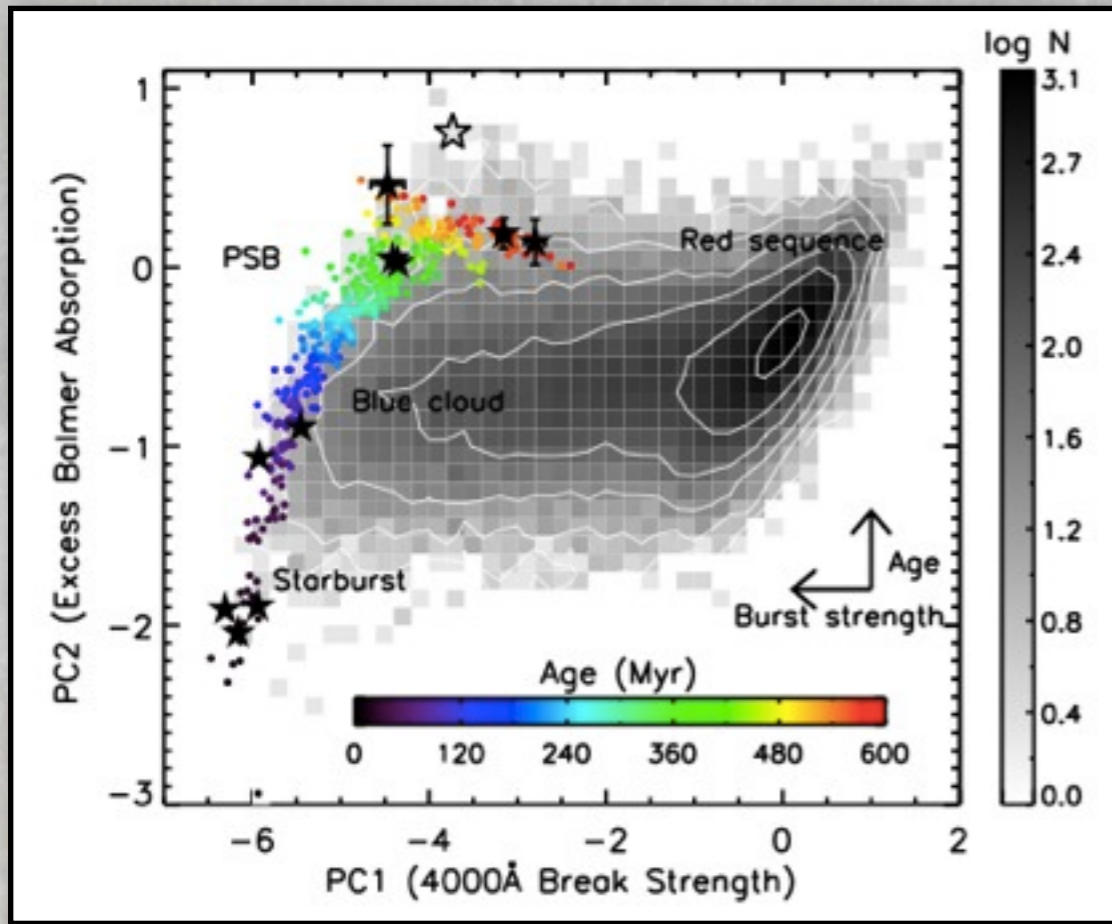 log N
1
0
−1
−2
−3
PC2 (Excess Balmer Absorption)
PSB
Red sequence
Blue cloud
Starburst
Age
Burst strength
Age (Myr)
0 120 240 360 480 600
−6 −4 −2 0 2
PC1 (4000Å Break Strength)
3.1
2.7
2.4
2.0
1.6
1.2
0.8
0.4
0.0